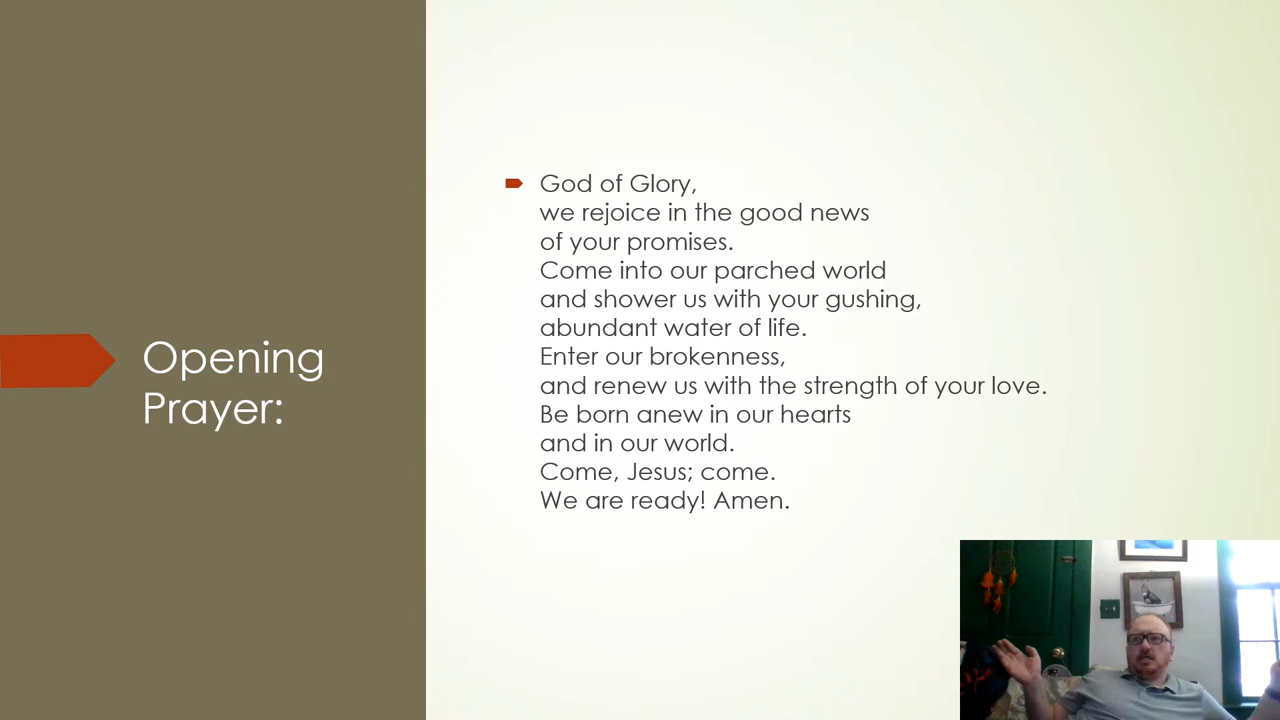 Opening
Prayer:
God of Glory,
we rejoice in the good news
of your promises.
Come into our parched world
and shower us with your gushing,
abundant water of life.
Enter our brokenness,
and renew us with the strength of your love.
Be born anew in our hearts
and in our world.
Come, Jesus; come.
We are ready! Amen.